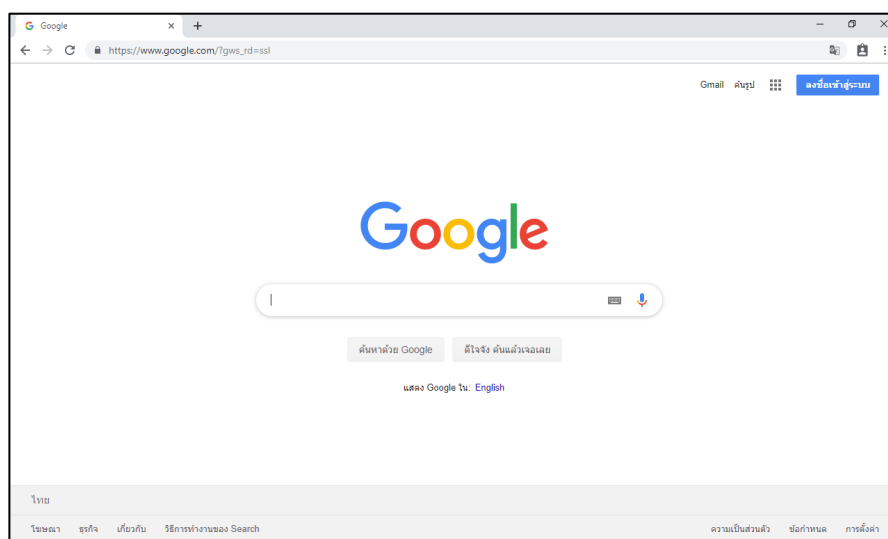 Google
https://www.google.com/?gws_rd=ssl
Gmail ค้นรูป ลงชื่อเข้าสู่ระบบ
Google
ค้นหาด้วย Google ดีใจจัง ค้นแล้วเจอเลย
แสดง Google ใน: English
ไทย
โฆษณา ธุรกิจ เกี่ยวกับ วิธีการทำงานของ Search ความเป็นส่วนตัว ข้อกำหนด การตั้งค่า